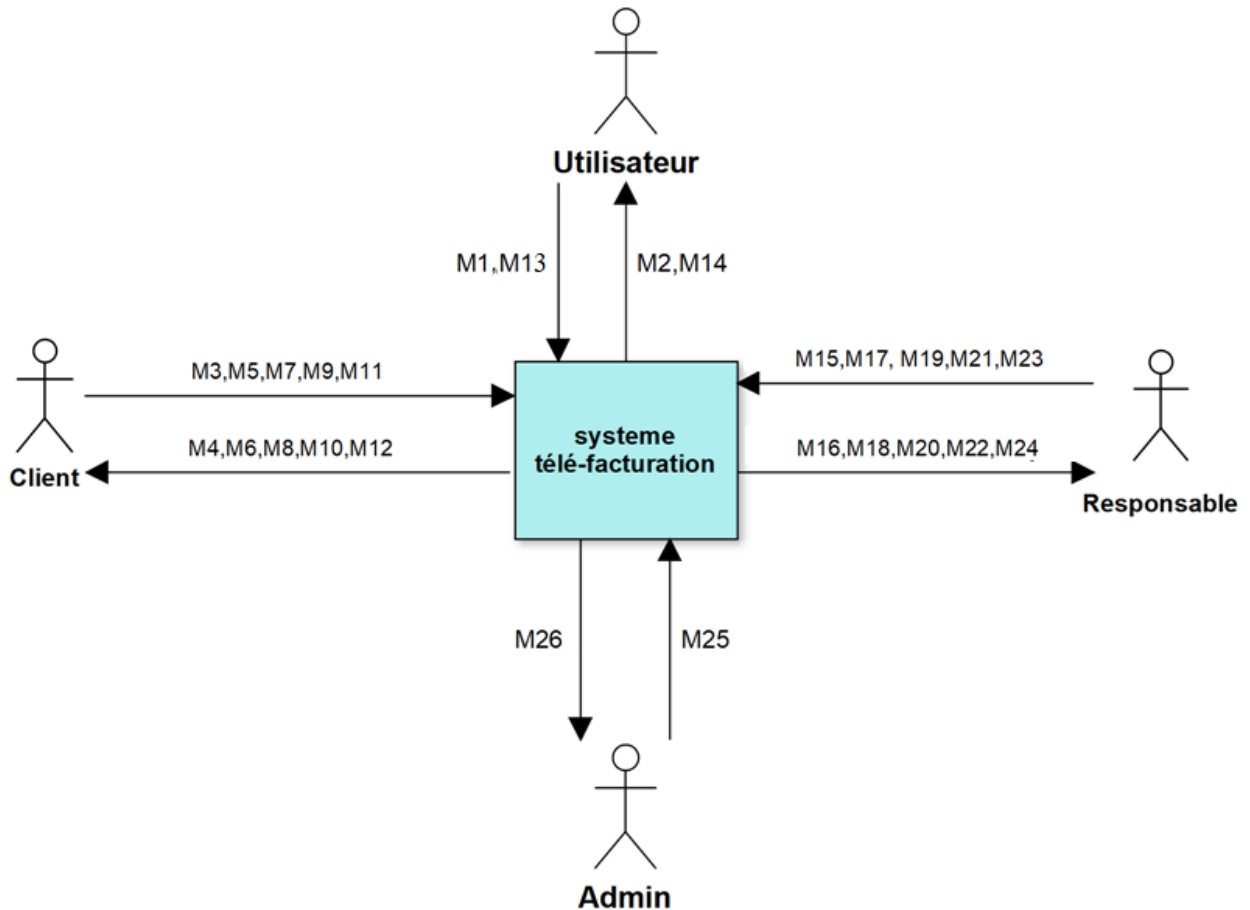 Utilisateur
M1,M13
M2,M14
M3,M5,M7,M9,M11
M15,M17, M19,M21,M23
systeme
télé-facturation
M4,M6,M8,M10,M12
M16,M18,M20,M22,M24
Client
Responsable
M26
M25
Admin